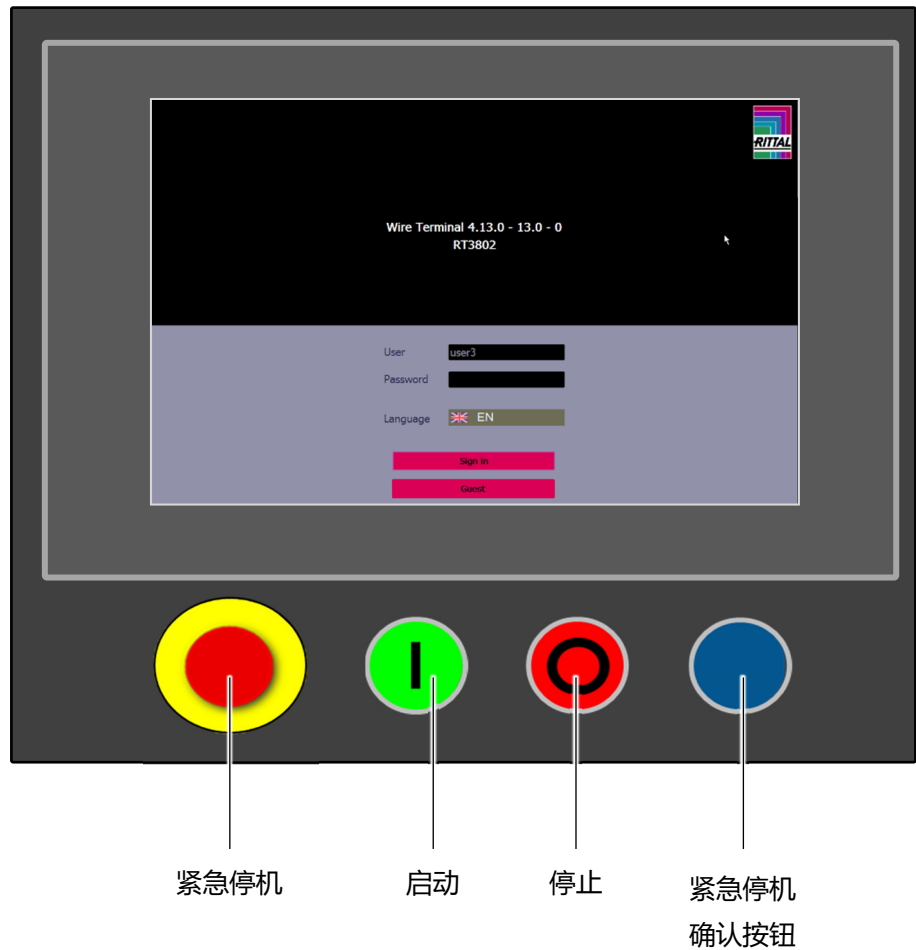 RITTAL
Wire Terminal 4.13.0 - 13.0 - 0
RT3802
User user3
Password
Language EN
Sign in
Guest
紧急停机 启动 停止 紧急停机
确认按钮